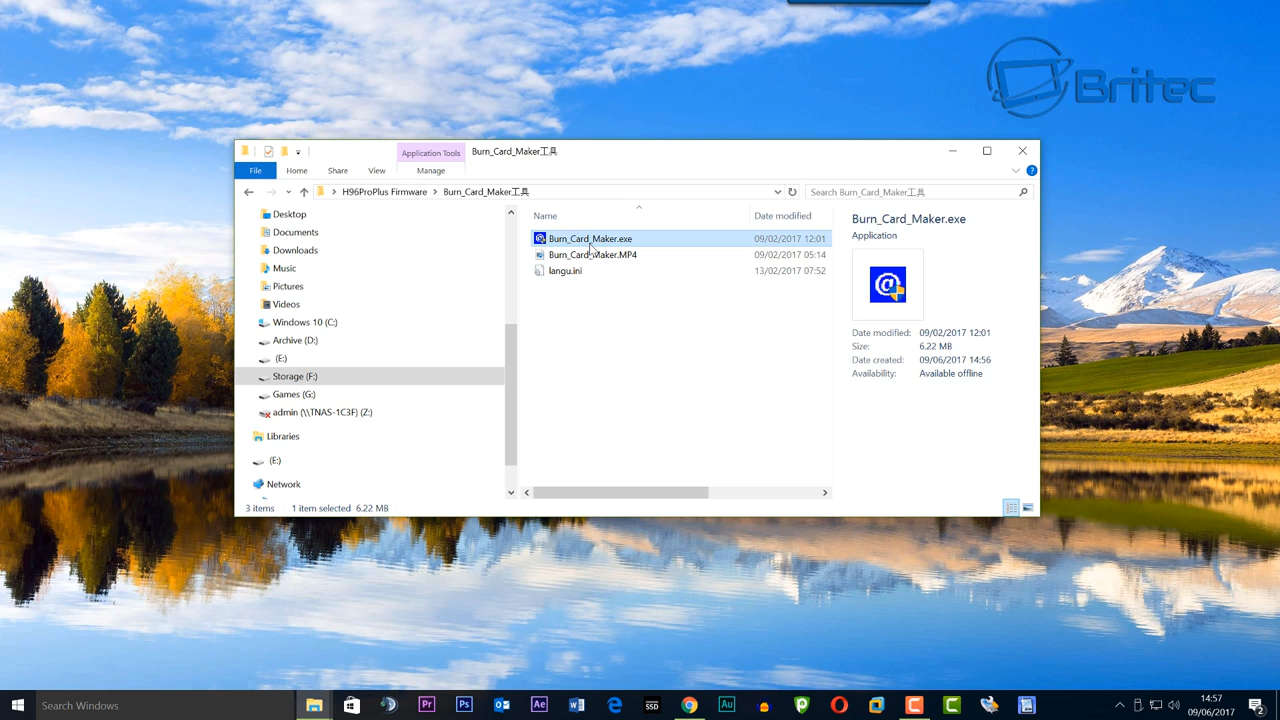 Britec
Application Tools
Burn_Card_Maker工具
File
Home
Share
View
Manage
H96ProPlus Firmware
Burn_Card_Maker工具
Search Burn_Card_Maker工具
Desktop
Documents
Downloads
Music
Pictures
Videos
Windows 10 (C:)
Archive (D:)
(E:)
Storage (F:)
Games (G:)
admin (\\TNAS-1C3F) (Z:)
Libraries
(E:)
Network
Name
Date modified
Burn_Card_Maker.exe
09/02/2017 12:01
Burn_Card_Maker.MP4
09/02/2017 05:14
langu.ini
13/02/2017 07:52
Burn_Card_Maker.exe
Application
Date modified: 09/02/2017 12:01
Size: 6.22 MB
Date created: 09/06/2017 14:56
Availability: Available offline
3 items
1 item selected 6.22 MB
Search Windows
Pr
Ps
Ae
SSD
Au
14:57
09/06/2017
2